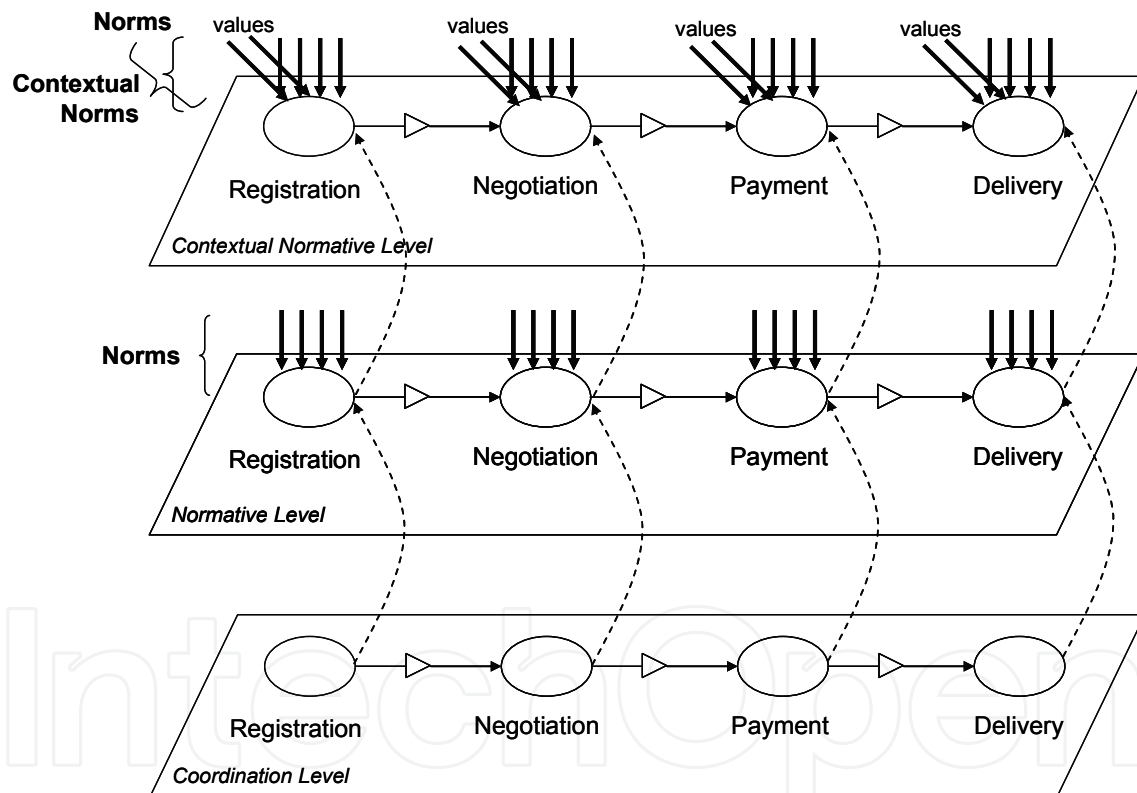 Norms
values
values
values
values
Contextual
Norms
Registration
Negotiation
Payment
Delivery
Contextual Normative Level
Norms
Registration
Negotiation
Payment
Delivery
Normative Level
Registration
Negotiation
Payment
Delivery
Coordination Level
IntechOpen